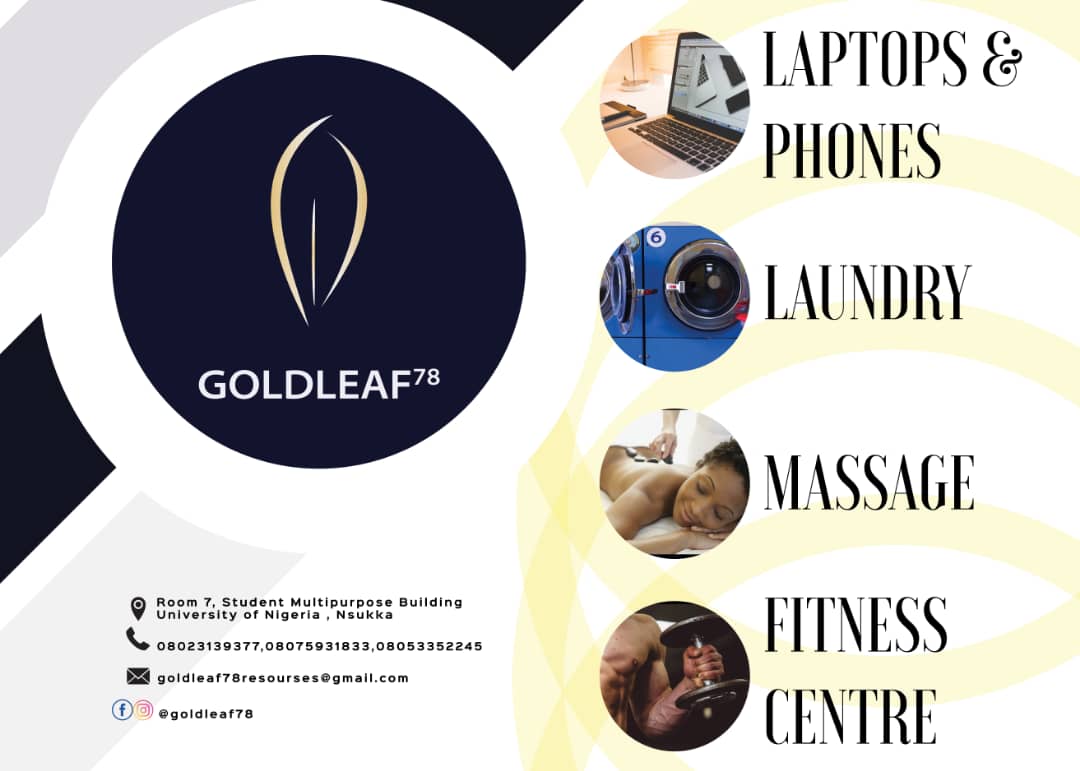 GOLDLEAF78
Room 7, Student Multipurpose Building
University of Nigeria , Nsukka
08023139377,08075931833,08053352245
goldleaf78resourses@gmail.com
@goldleaf78
LAPTOPS &
PHONES
6
LAUNDRY
MASSAGE
FITNESS
CENTRE